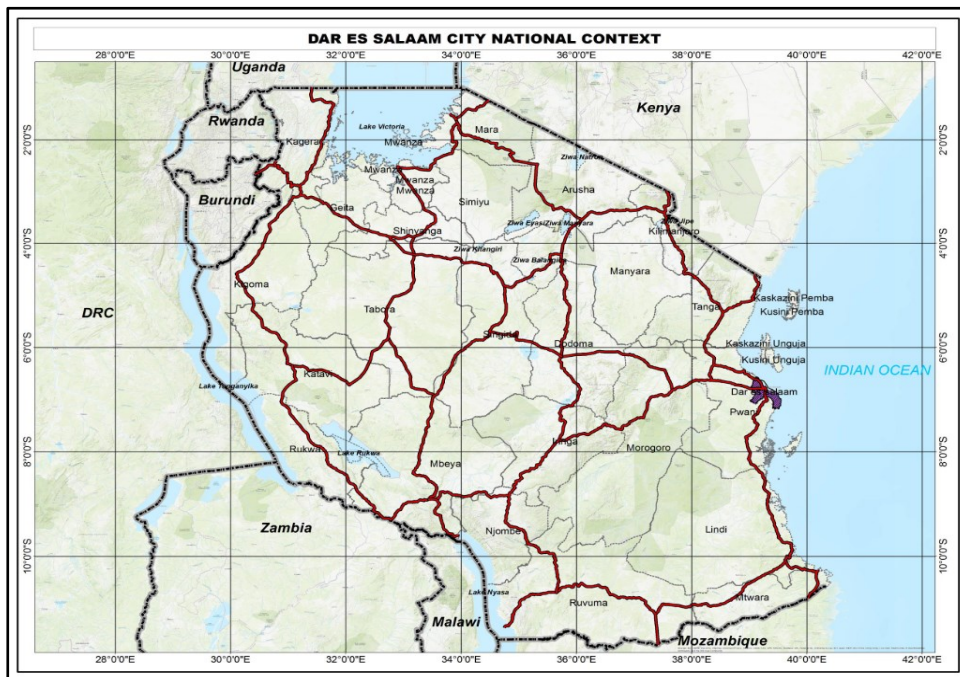 DAR ES SALAAM CITY NATIONAL CONTEXT
28°0'0"E 30°0'0"E 32°0'0"E 34°0'0"E 36°0'0"E 38°0'0"E 40°0'0"E 42°0'0"E
Uganda
Kenya
Rwanda
Mara
Lake Victoria
2°0'0"S
2°0'0"S
Kagera
Mwanza
Mwanza
Mwanza
Mwanza
Arusha
Burundi
Geita
Simiyu
Ziwa Eyasi
Ziwa Manyara
Ziwa Jipe
Kilimanjaro
Shinyanga
4°0'0"S
4°0'0"S
Ziwa Kitangiri
Ziwa Balangida
Manyara
Kigoma
DRC
Tabora
Tanga
Kaskazini Pemba
Kusini Pemba
Singida
Dodoma
Kaskazini Unguja
6°0'0"S
6°0'0"S
Kusini Unguja
INDIAN OCEAN
Katavi
Lake Tanganyika
Dar es Salaam
Pwani
Iringa
Morogoro
8°0'0"S
8°0'0"S
Rukwa
Lake Rukwa
Mbeya
Zambia
Njombe
Lindi
10°0'0"S
10°0'0"S
Lake Nyasa
Ruvuma
Mtwara
Malawi
Mozambique
28°0'0"E 30°0'0"E 32°0'0"E 34°0'0"E 36°0'0"E 38°0'0"E 40°0'0"E 42°0'0"E